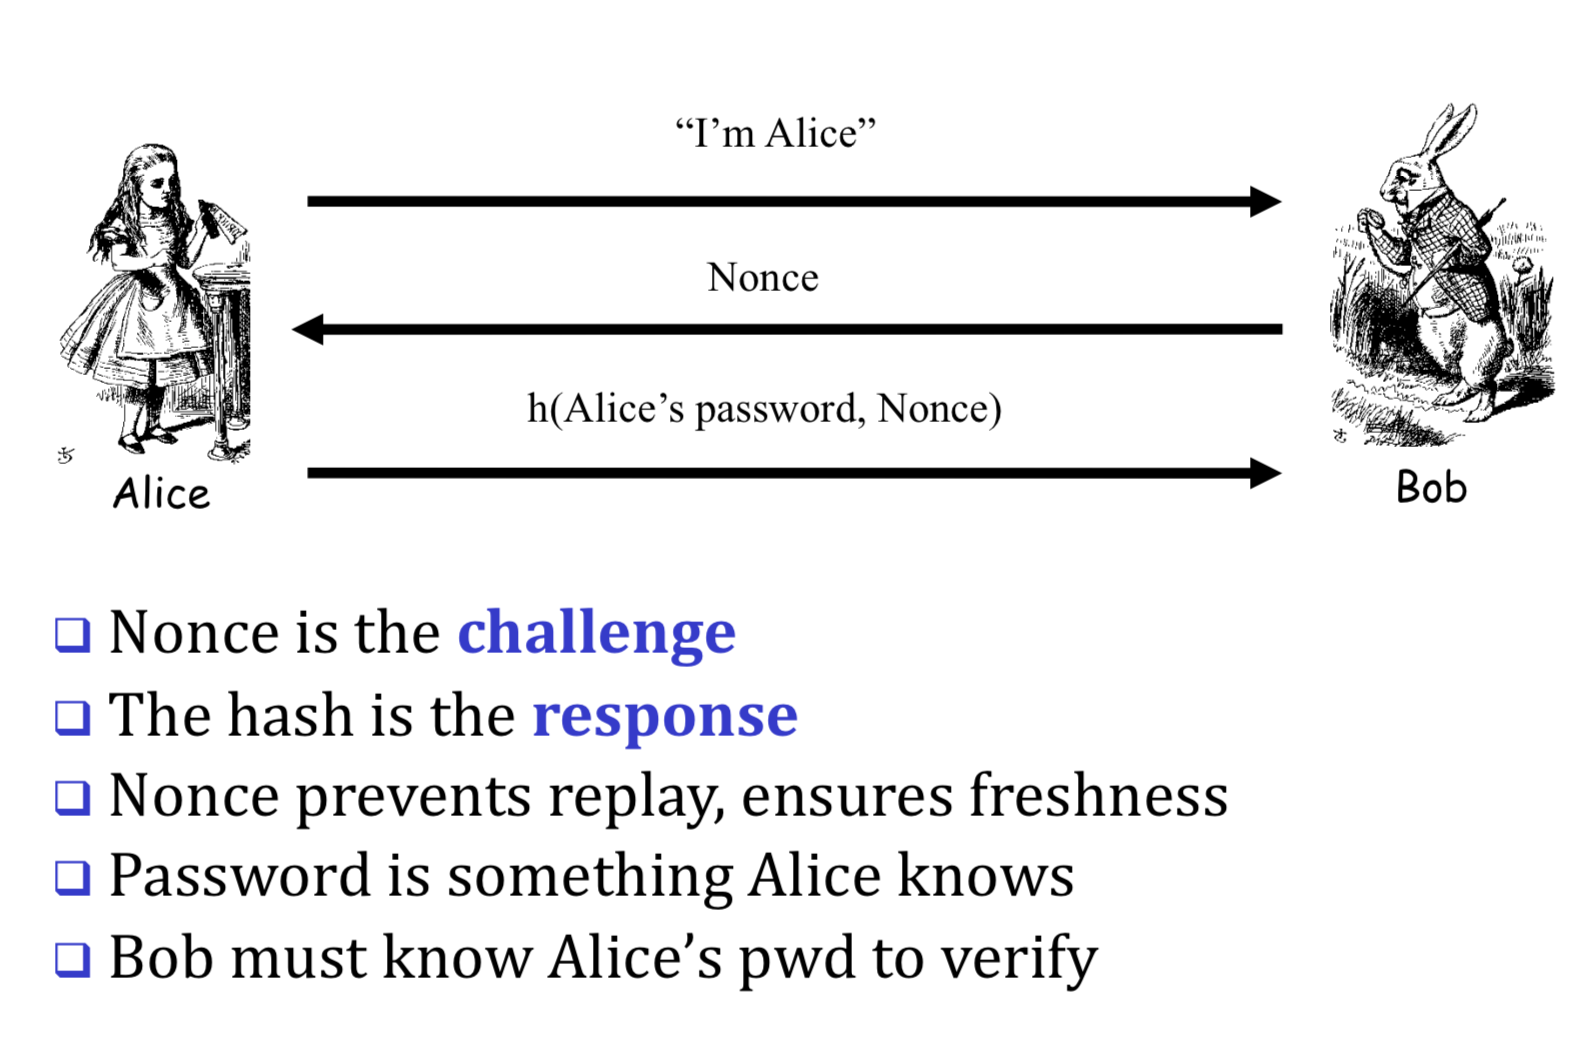 “I’m Alice”
Nonce
h(Alice’s password, Nonce)
Alice
Bob
Nonce is the challenge
The hash is the response
Nonce prevents replay, ensures freshness
Password is something Alice knows
Bob must know Alice’s pwd to verify